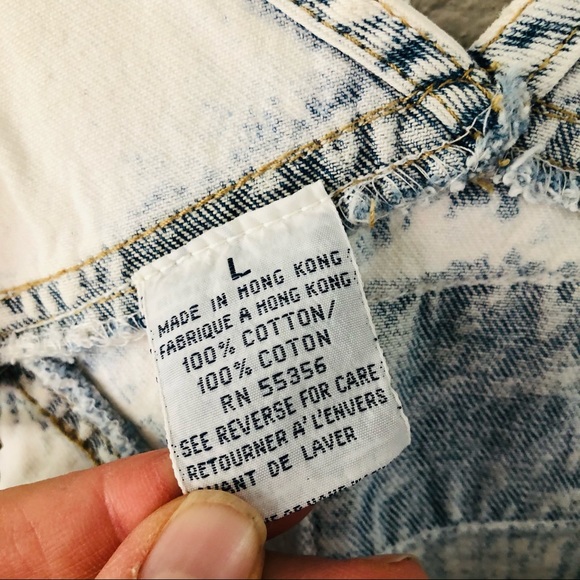 L
MADE IN HONG KONG/
FABRIQUE A HONG KONG
100% COTTON/
100% COTON
RN 55356
SEE REVERSE FOR CARE
RETOURNER A L'ENVERS
AVANT DE LAVER